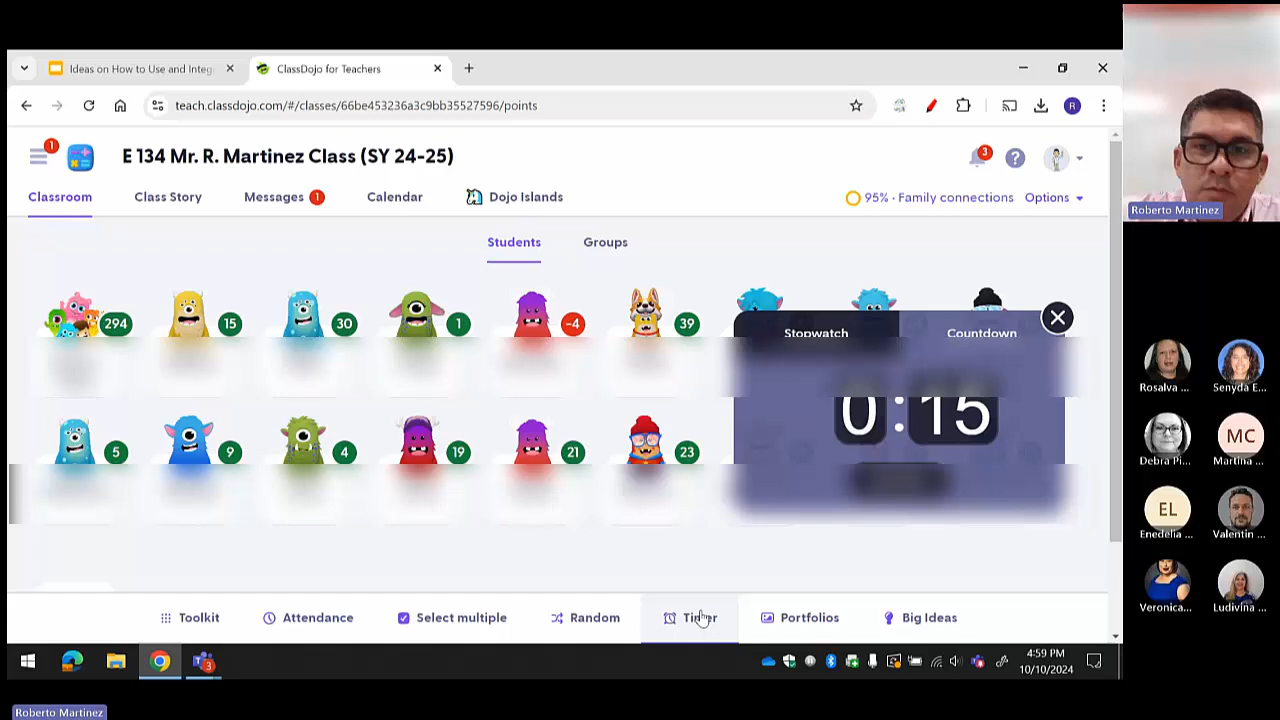 Ideas on How to Use and Integ
ClassDojo for Teachers
teach.classdojo.com/#/classes/66be453236a3c9bb35527596/points
R
1
E 134 Mr. R. Martinez Class (SY 24-25)
3
Classroom
Class Story
Messages 1
Calendar
Dojo Islands
95% · Family connections
Options
Students
Groups
294
15
30
1
-4
39
Stopwatch
Countdown
0:15
5
9
4
19
21
23
Toolkit
Attendance
Select multiple
Random
Timer
Portfolios
Big Ideas
3
4:59 PM
10/10/2024
Roberto Martinez
Rosalva ...
Senyda E...
Debra Pi...
MC
Martina ...
EL
Enedelia ...
Valentin ...
Veronica...
Ludivina ...
Roberto Martinez